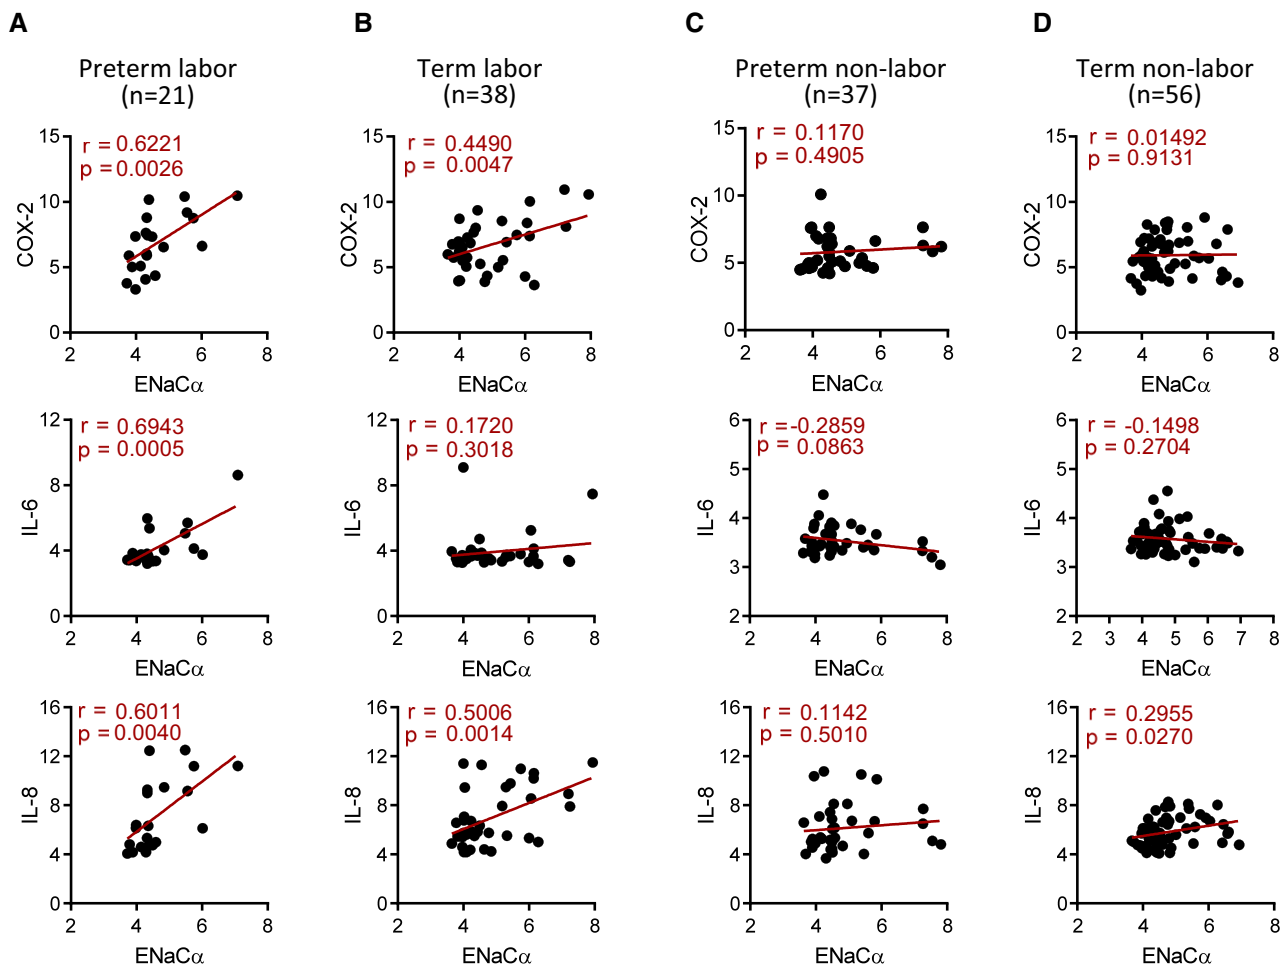 A
B
C
D
Preterm labor
(n=21)
Term labor
(n=38)
Preterm non-labor
(n=37)
Term non-labor
(n=56)
r = 0.6221
p =0.0026
15
10
5
0
COX-2
2 4 6 8
ENaCα
r = 0.4490
p = 0.0047
15
10
5
0
COX-2
2 4 6 8
ENaCα
r = 0.1170
p = 0.4905
15
10
5
0
COX-2
2 4 6 8
ENaCα
r = 0.01492
p = 0.9131
15
10
5
0
COX-2
2 4 6 8
ENaCα
r = 0.6943
p = 0.0005
12
8
4
0
IL-6
2 4 6 8
ENaCα
r = 0.1720
p = 0.3018
12
8
4
0
IL-6
2 4 6 8
ENaCα
r =-0.2859
p = 0.0863
6
5
4
3
2
IL-6
2 4 6 8
ENaCα
r = -0.1498
p = 0.2704
6
5
4
3
2
IL-6
2 3 4 5 6 7 8
ENaCα
r = 0.6011
p = 0.0040
16
12
8
4
0
IL-8
2 4 6 8
ENaCα
r = 0.5006
p = 0.0014
16
12
8
4
0
IL-8
2 4 6 8
ENaCα
r = 0.1142
p = 0.5010
16
12
8
4
0
IL-8
2 4 6 8
ENaCα
r = 0.2955
p = 0.0270
16
12
8
4
0
IL-8
2 4 6 8
ENaCα